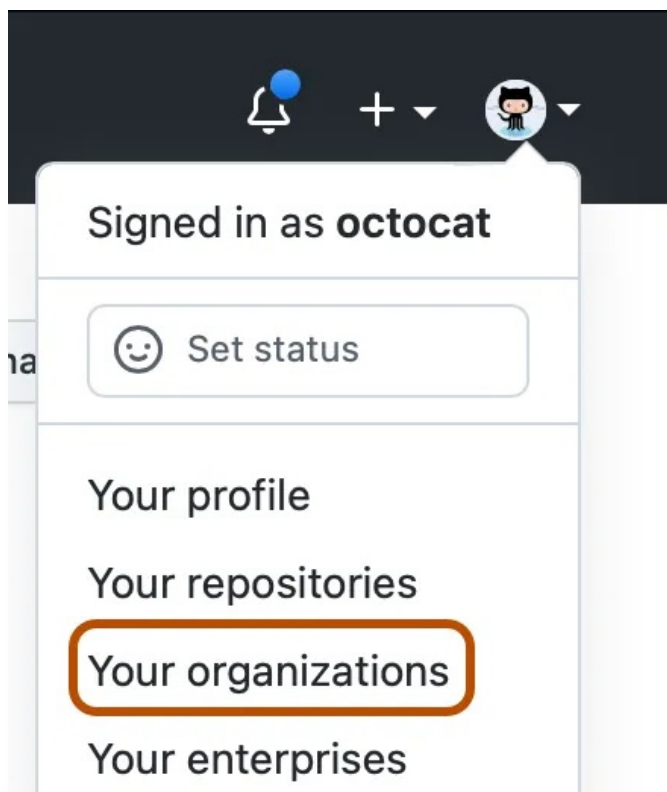 Signed in as octocat
Set status
Your profile
Your repositories
Your organizations
Your enterprises